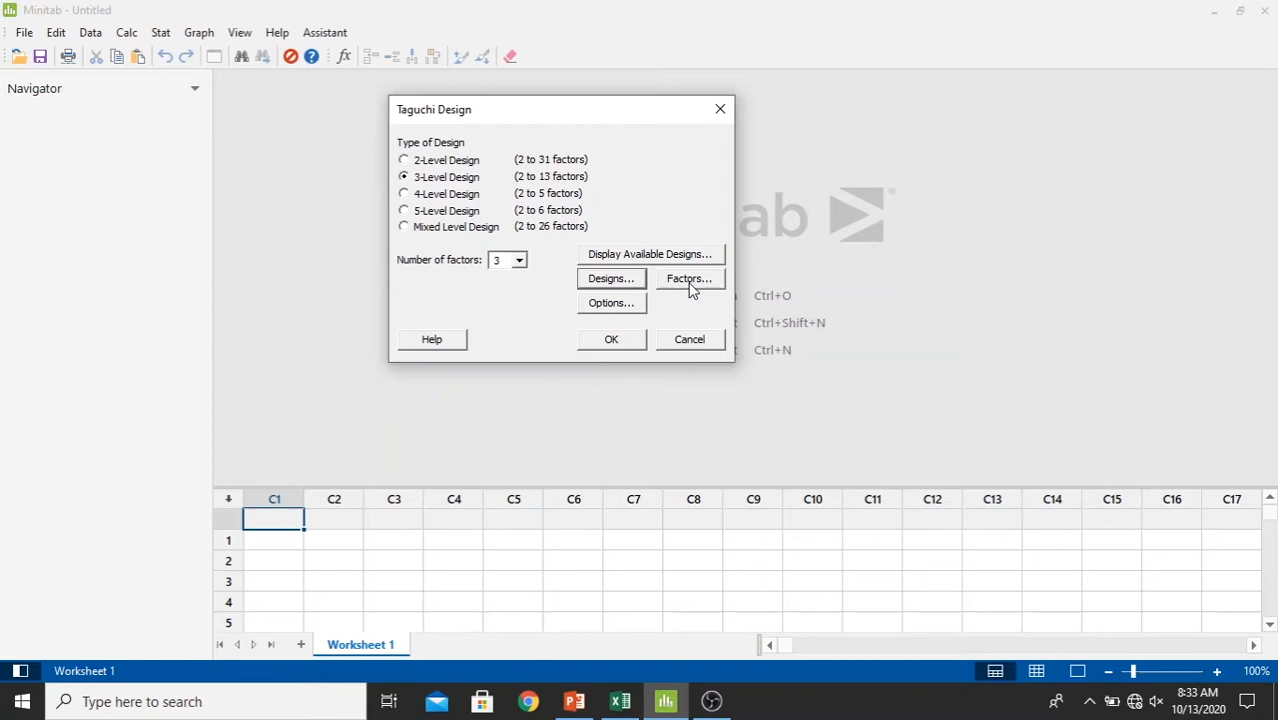 Minitab - Untitled
File Edit Data Calc Stat Graph View Help Assistant
Navigator
Taguchi Design
Type of Design
2-Level Design (2 to 31 factors)
3-Level Design (2 to 13 factors)
4-Level Design (2 to 5 factors)
5-Level Design (2 to 6 factors)
Mixed Level Design (2 to 26 factors)
Number of factors: 3
Display Available Designs...
Designs... Factors...
Options...
Help OK Cancel
Ctrl+O
Ctrl+Shift+N
Ctrl+N
C1 C2 C3 C4 C5 C6 C7 C8 C9 C10 C11 C12 C13 C14 C15 C16 C17
1
2
3
4
5
Worksheet 1
Worksheet 1
100%
Type here to search
8:33 AM
10/13/2020